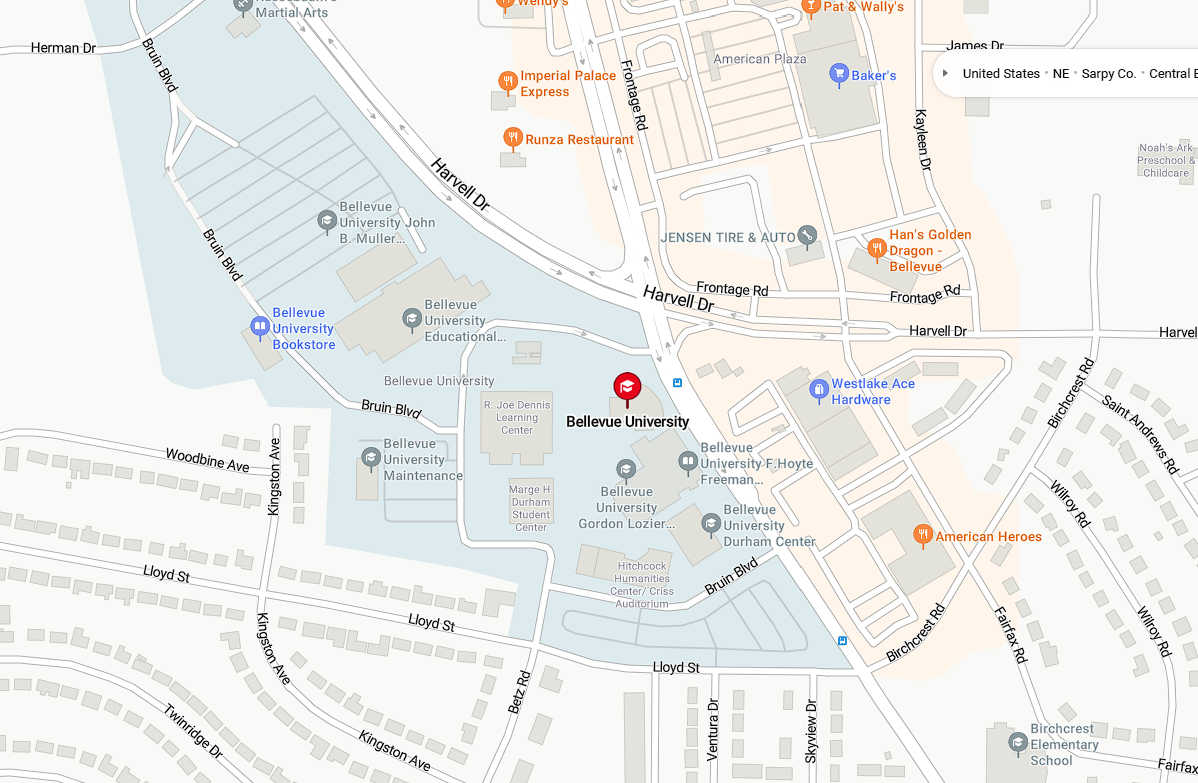 Martial Arts
Wendy's
Pat & Wally's
Herman Dr
Bruin Blvd
Frontage Rd
American Plaza
James Dr
United States • NE • Sarpy Co. • Central
Imperial Palace
Express
Baker's
Runza Restaurant
Kayleen Dr
Noah's Ark
Childcare
Harvell Dr
Bellevue
University John
B. Muller...
Bruin Blvd
JENSEN TIRE & AUTO
Han's Golden
Dragon -
Bellevue
Frontage Rd
Frontage Rd
Harvell Dr
Harvell Dr
Bellevue
University
Bookstore
Bellevue
University
Educational...
Bellevue University
R. Joe Dennis
Learning
Center
Bellevue University
Westlake Ace
Hardware
Birchcrest Rd
Saint Andrews Rd
Bruin Blvd
Woodbine Ave
Kingston Ave
Bellevue
University
Maintenance
Marge H.
Durham
Student
Center
Bellevue
University
Gordon Lozier...
Bellevue
University F.Hoyte
Freeman...
Bellevue
University
Durham Center
Wilroy Rd
American Heroes
Hitchcock
Humanities
Center/ Criss
Auditorium
Bruin Blvd
Lloyd St
Kingston Ave
Lloyd St
Birchcrest Rd
Fairfax Rd
Wilroy Rd
Lloyd St
Betz Rd
Twinridge Dr
Kingston Ave
Ventura Dr
Skyview Dr
Birchcrest
Elementary
School
Fairfax